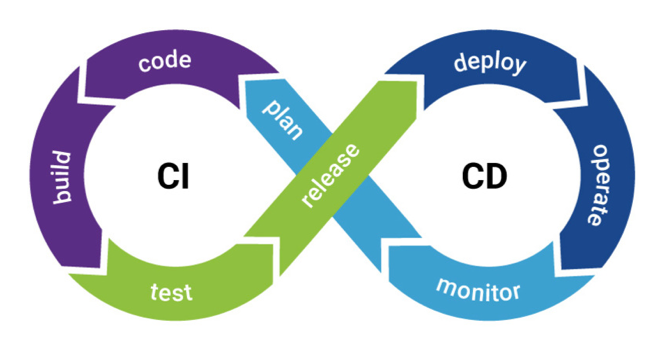 code
deploy
plan
build
CI
release
CD
operate
test
monitor